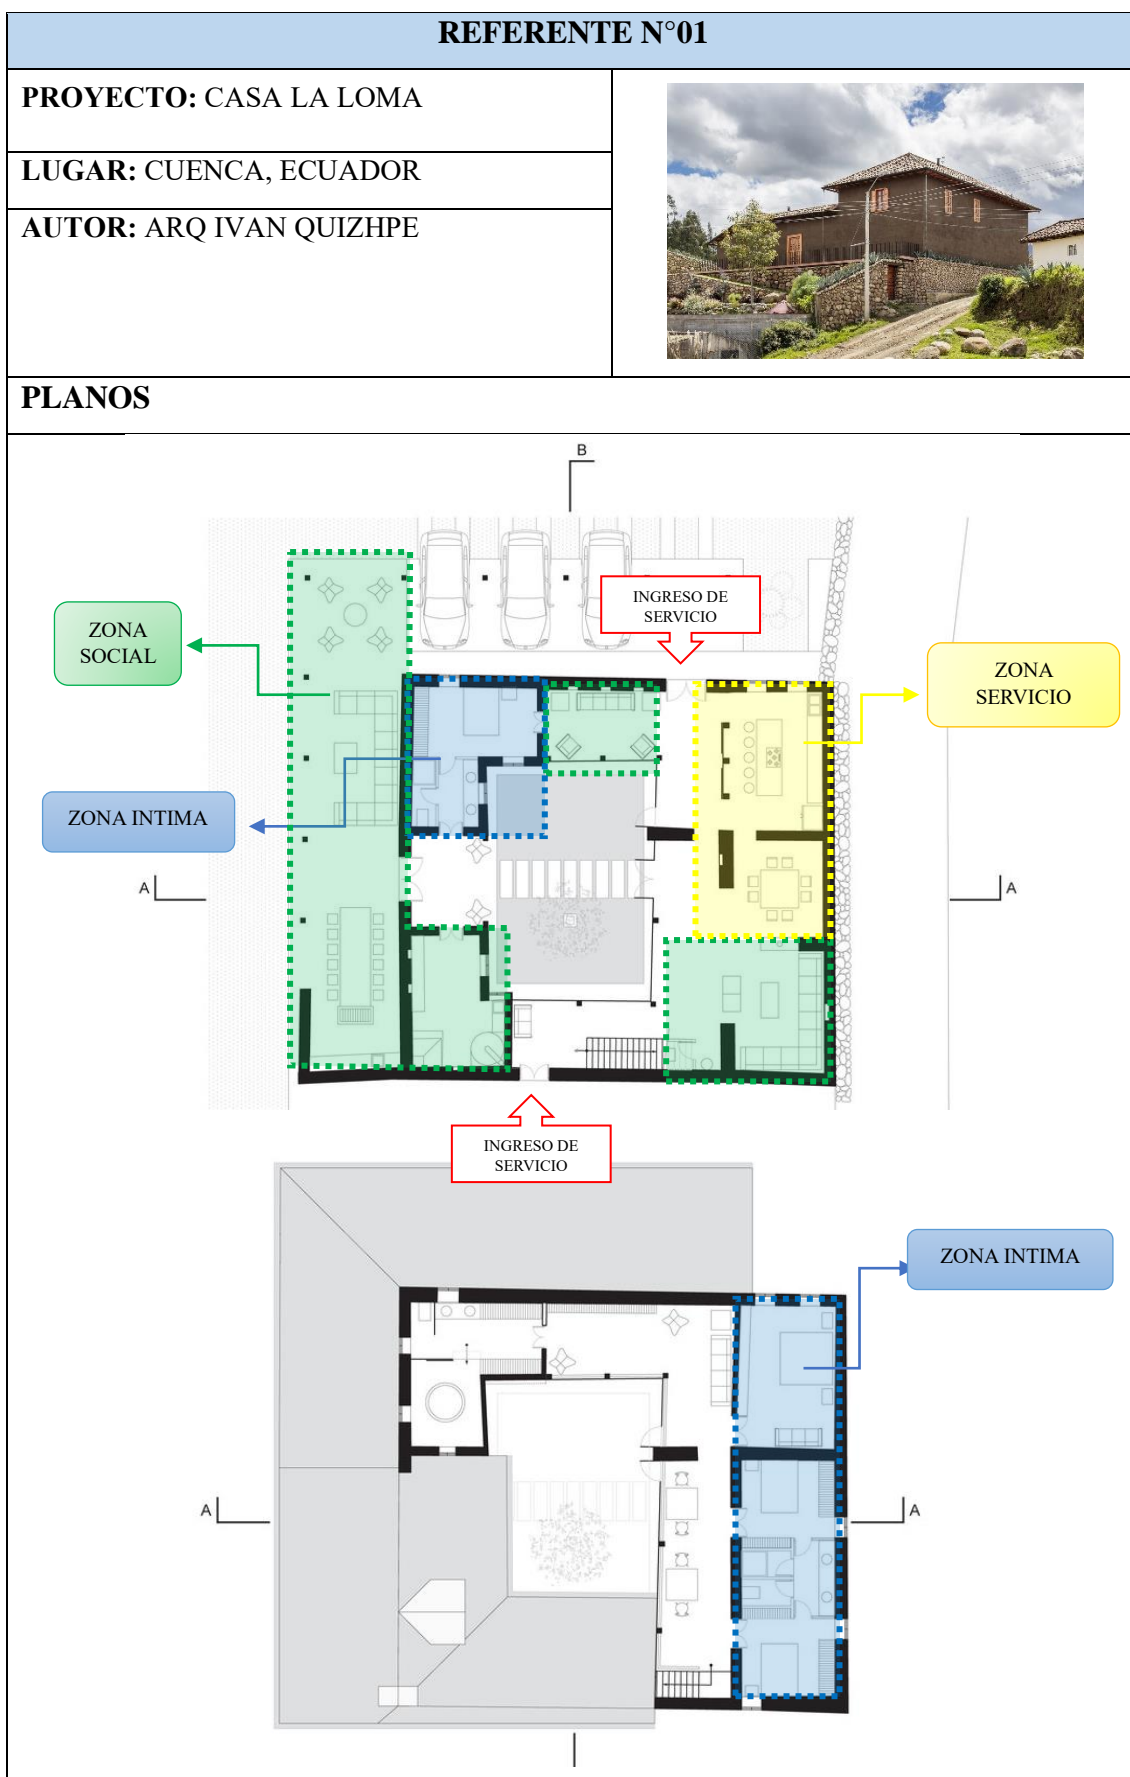 REFERENTE N°01
PROYECTO: CASA LA LOMA
LUGAR: CUENCA, ECUADOR
AUTOR: ARQ IVAN QUIZHPE
PLANOS
B
INGRESO DE
SERVICIO
ZONA
SOCIAL
ZONA
SERVICIO
ZONA INTIMA
A
A
INGRESO DE
SERVICIO
ZONA INTIMA
A
A